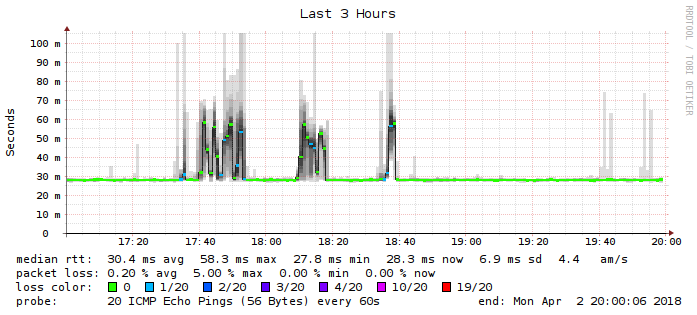 Last 3 Hours
RRDTOOL / TOBI OETIKER
Seconds
100 m
90 m
80 m
70 m
60 m
50 m
40 m
30 m
20 m
10 m
0
17:20 17:40 18:00 18:20 18:40 19:00 19:20 19:40 20:00
median rtt: 30.4 ms avg 58.3 ms max 27.8 ms min 28.3 ms now 6.9 ms sd 4.4 am/s
packet loss: 0.20 % avg 5.00 % max 0.00 % min 0.00 % now
loss color: 0 1/20 2/20 3/20 4/20 10/20 19/20
probe: 20 ICMP Echo Pings (56 Bytes) every 60s end: Mon Apr 2 20:00:06 2018